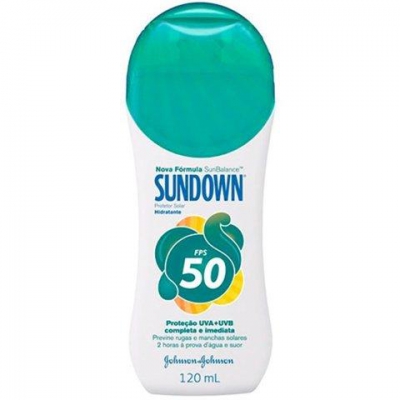 Nova Fórmula SunBalance™
SUNDOWN®
Protetor Solar
Hidratante
FPS
50
Proteção UVA+UVB
completa e imediata
Previne rugas e manchas solares
2 horas à prova d'água e suor
Johnson & Johnson
120 mL